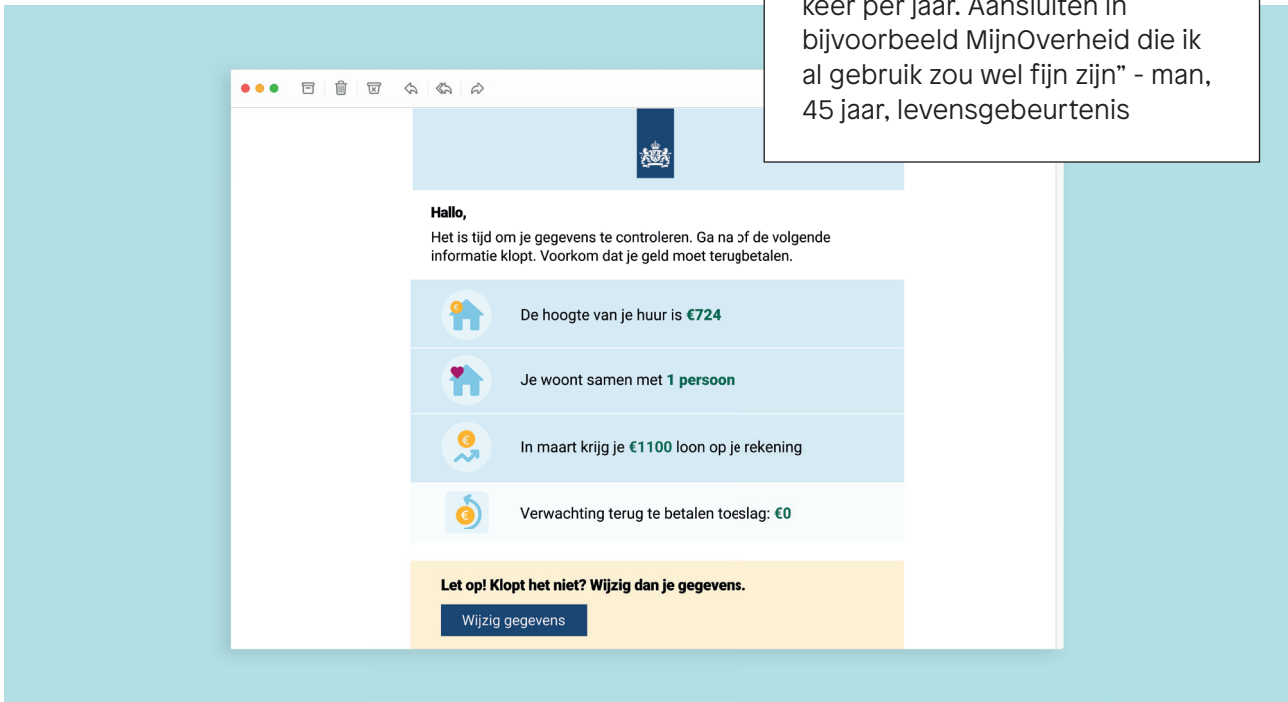 keer per jaar. Aansluiten in
bijvoorbeeld MijnOverheid die ik
al gebruik zou wel fijn zijn” - man,
45 jaar, levensgebeurtenis
Hallo,
Het is tijd om je gegevens te controleren. Ga na of de volgende
informatie klopt. Voorkom dat je geld moet terugbetalen.
De hoogte van je huur is €724
Je woont samen met 1 persoon
In maart krijg je €1100 loon op je rekening
Verwachting terug te betalen toeslag: €0
Let op! Klopt het niet? Wijzig dan je gegevens.
Wijzig gegevens